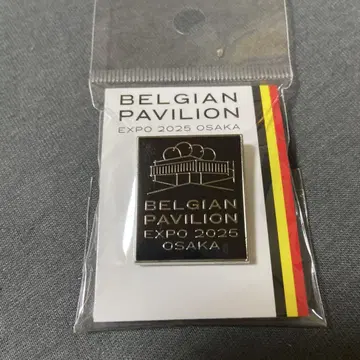 BELGIAN
PAVILION
EXPO 2025 OSAKA
BELGIAN
PAVILION
EXPO 2025
OSAKA